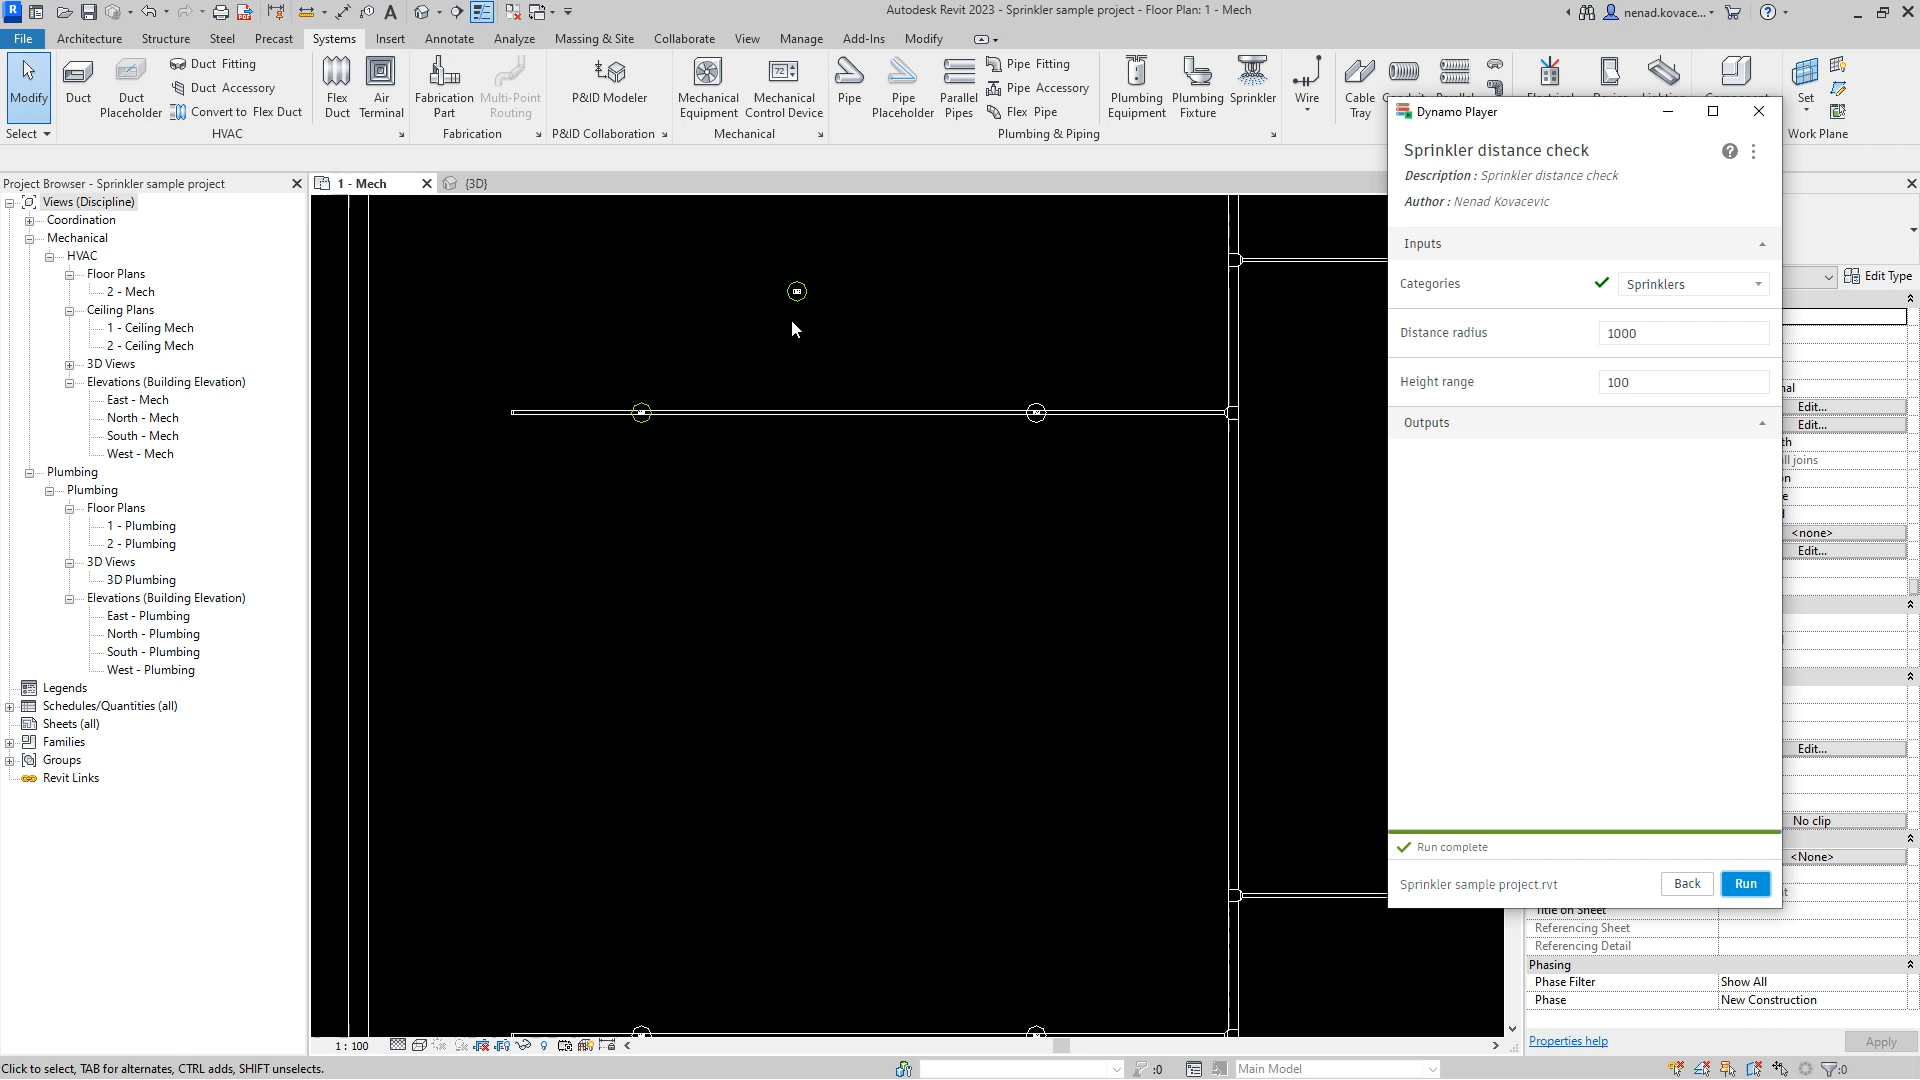 Autodesk Revit 2023 - Sprinkler sample project - Floor Plan: 1 - Mech
nenad.kovace...
File Architecture Structure Steel Precast Systems Insert Annotate Analyze Massing & Site Collaborate View Manage Add-Ins Modify
Modify
Duct
Duct Placeholder
Duct Fitting
Duct Accessory
Convert to Flex Duct
Flex Duct
Air Terminal
Fabrication Part
Multi-Point Routing
P&ID Modeler
Mechanical Equipment
Mechanical Control Device
Pipe
Pipe Placeholder
Parallel Pipes
Pipe Fitting
Pipe Accessory
Flex Pipe
Plumbing Equipment
Plumbing Fixture
Sprinkler
Wire
Cable Tray
Set
Select HVAC Fabrication P&ID Collaboration Mechanical Plumbing & Piping Work Plane
Project Browser - Sprinkler sample project
1 - Mech
{3D}
Views (Discipline)
Coordination
Mechanical
HVAC
Floor Plans
2 - Mech
Ceiling Plans
1 - Ceiling Mech
2 - Ceiling Mech
3D Views
Elevations (Building Elevation)
East - Mech
North - Mech
South - Mech
West - Mech
Plumbing
Plumbing
Floor Plans
1 - Plumbing
2 - Plumbing
3D Views
3D Plumbing
Elevations (Building Elevation)
East - Plumbing
North - Plumbing
South - Plumbing
West - Plumbing
Legends
Schedules/Quantities (all)
Sheets (all)
Families
Groups
Revit Links
Dynamo Player
Sprinkler distance check
Description : Sprinkler distance check
Author : Nenad Kovacevic
Inputs
Categories Sprinklers
Distance radius 1000
Height range 100
Outputs
Run complete
Sprinkler sample project.rvt Back Run
Edit Type
Edit...
Edit...
<none>
Edit...
Edit...
No clip
<None>
Title on Sheet
Referencing Sheet
Referencing Detail
Phasing
Phase Filter Show All
Phase New Construction
Properties help Apply
1 : 100
Click to select, TAB for alternates, CTRL adds, SHIFT unselects.
:0
Main Model
:0